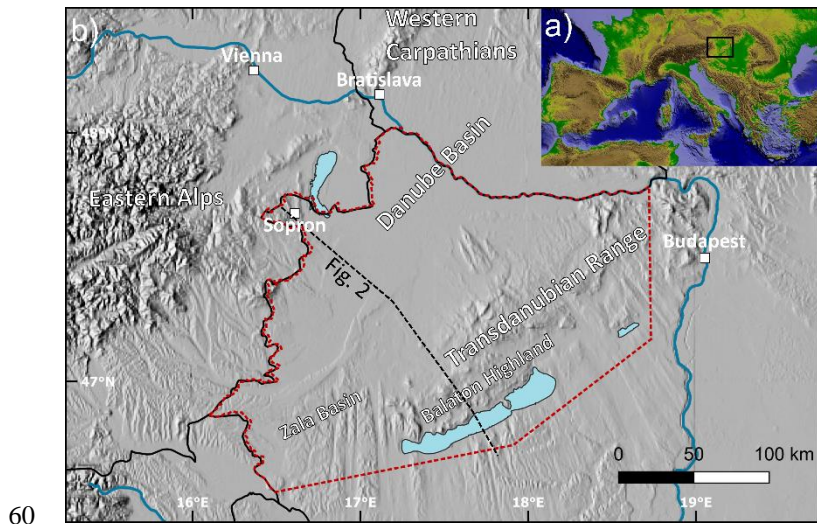 b)
Western
Carpathians
a)
Vienna
Bratislava
48°N
Danube Basin
Eastern Alps
Sopron
Budapest
Fig. 2
Transdanubian Range
47°N
Balaton Highland
Zala Basin
0 50 100 km
60
16°E 17°E 18°E 19°E